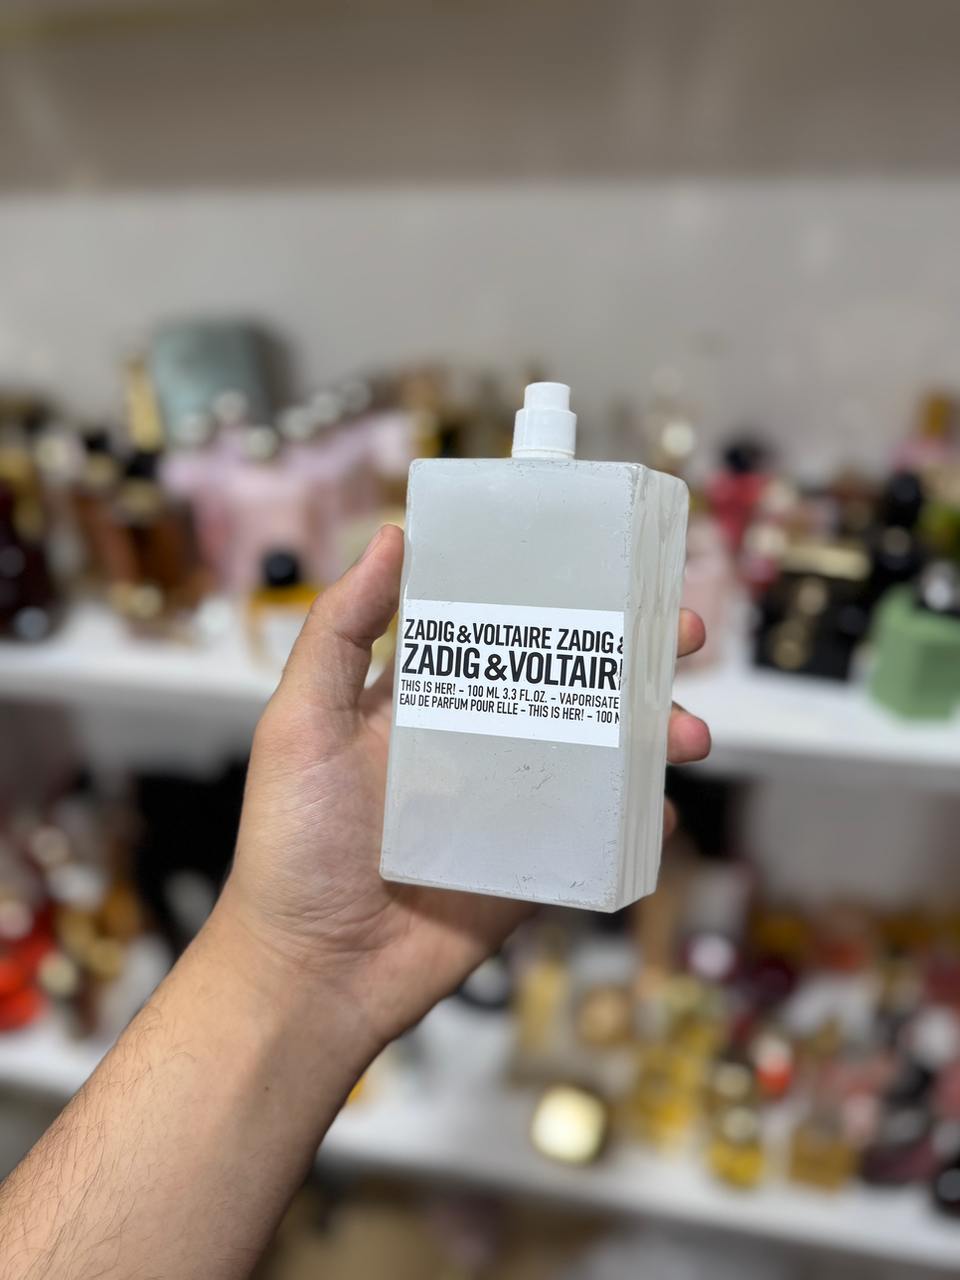 ZADIG & VOLTAIRE ZADIG &
ZADIG & VOLTAIR
THIS IS HER! – 100 ML 3.3 FL.OZ. – VAPORISATE
EAU DE PARFUM POUR ELLE – THIS IS HER! – 100 M